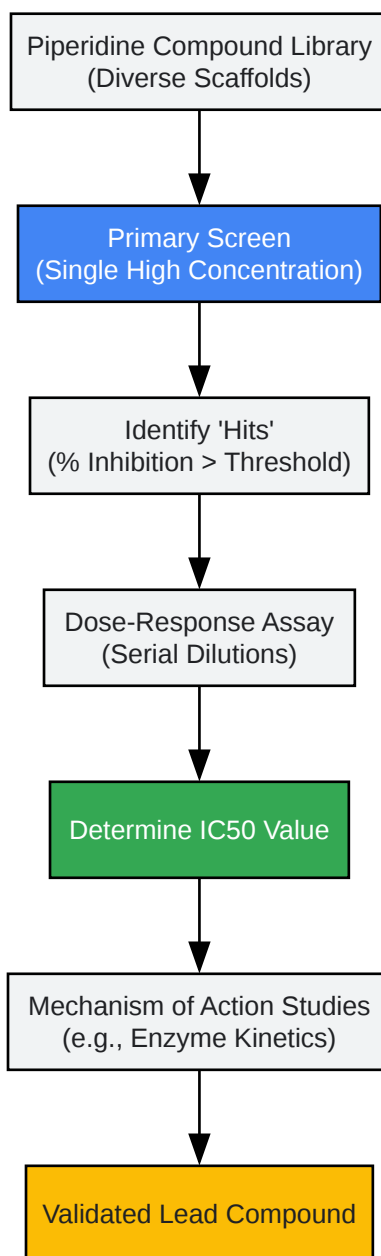 Piperidine Compound Library
(Diverse Scaffolds)
Primary Screen
(Single High Concentration)
Identify 'Hits'
(% Inhibition > Threshold)
Dose-Response Assay
(Serial Dilutions)
Determine IC50 Value
Mechanism of Action Studies
(e.g., Enzyme Kinetics)
Validated Lead Compound